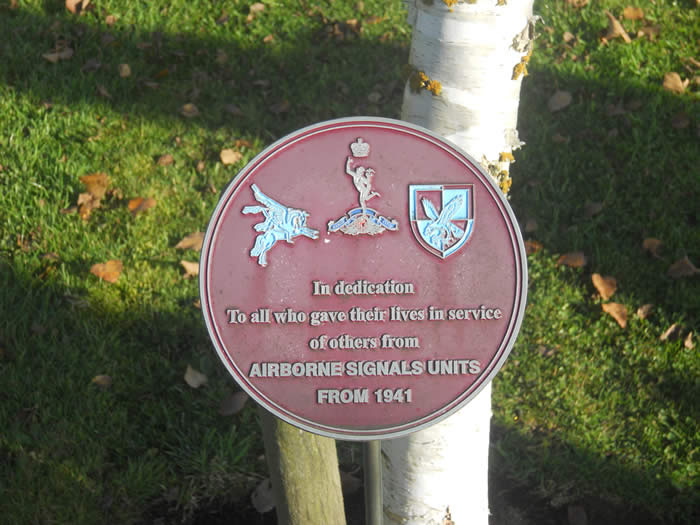 In dedication
To all who gave their lives in service
of others from
AIRBORNE SIGNALS UNITS
FROM 1941